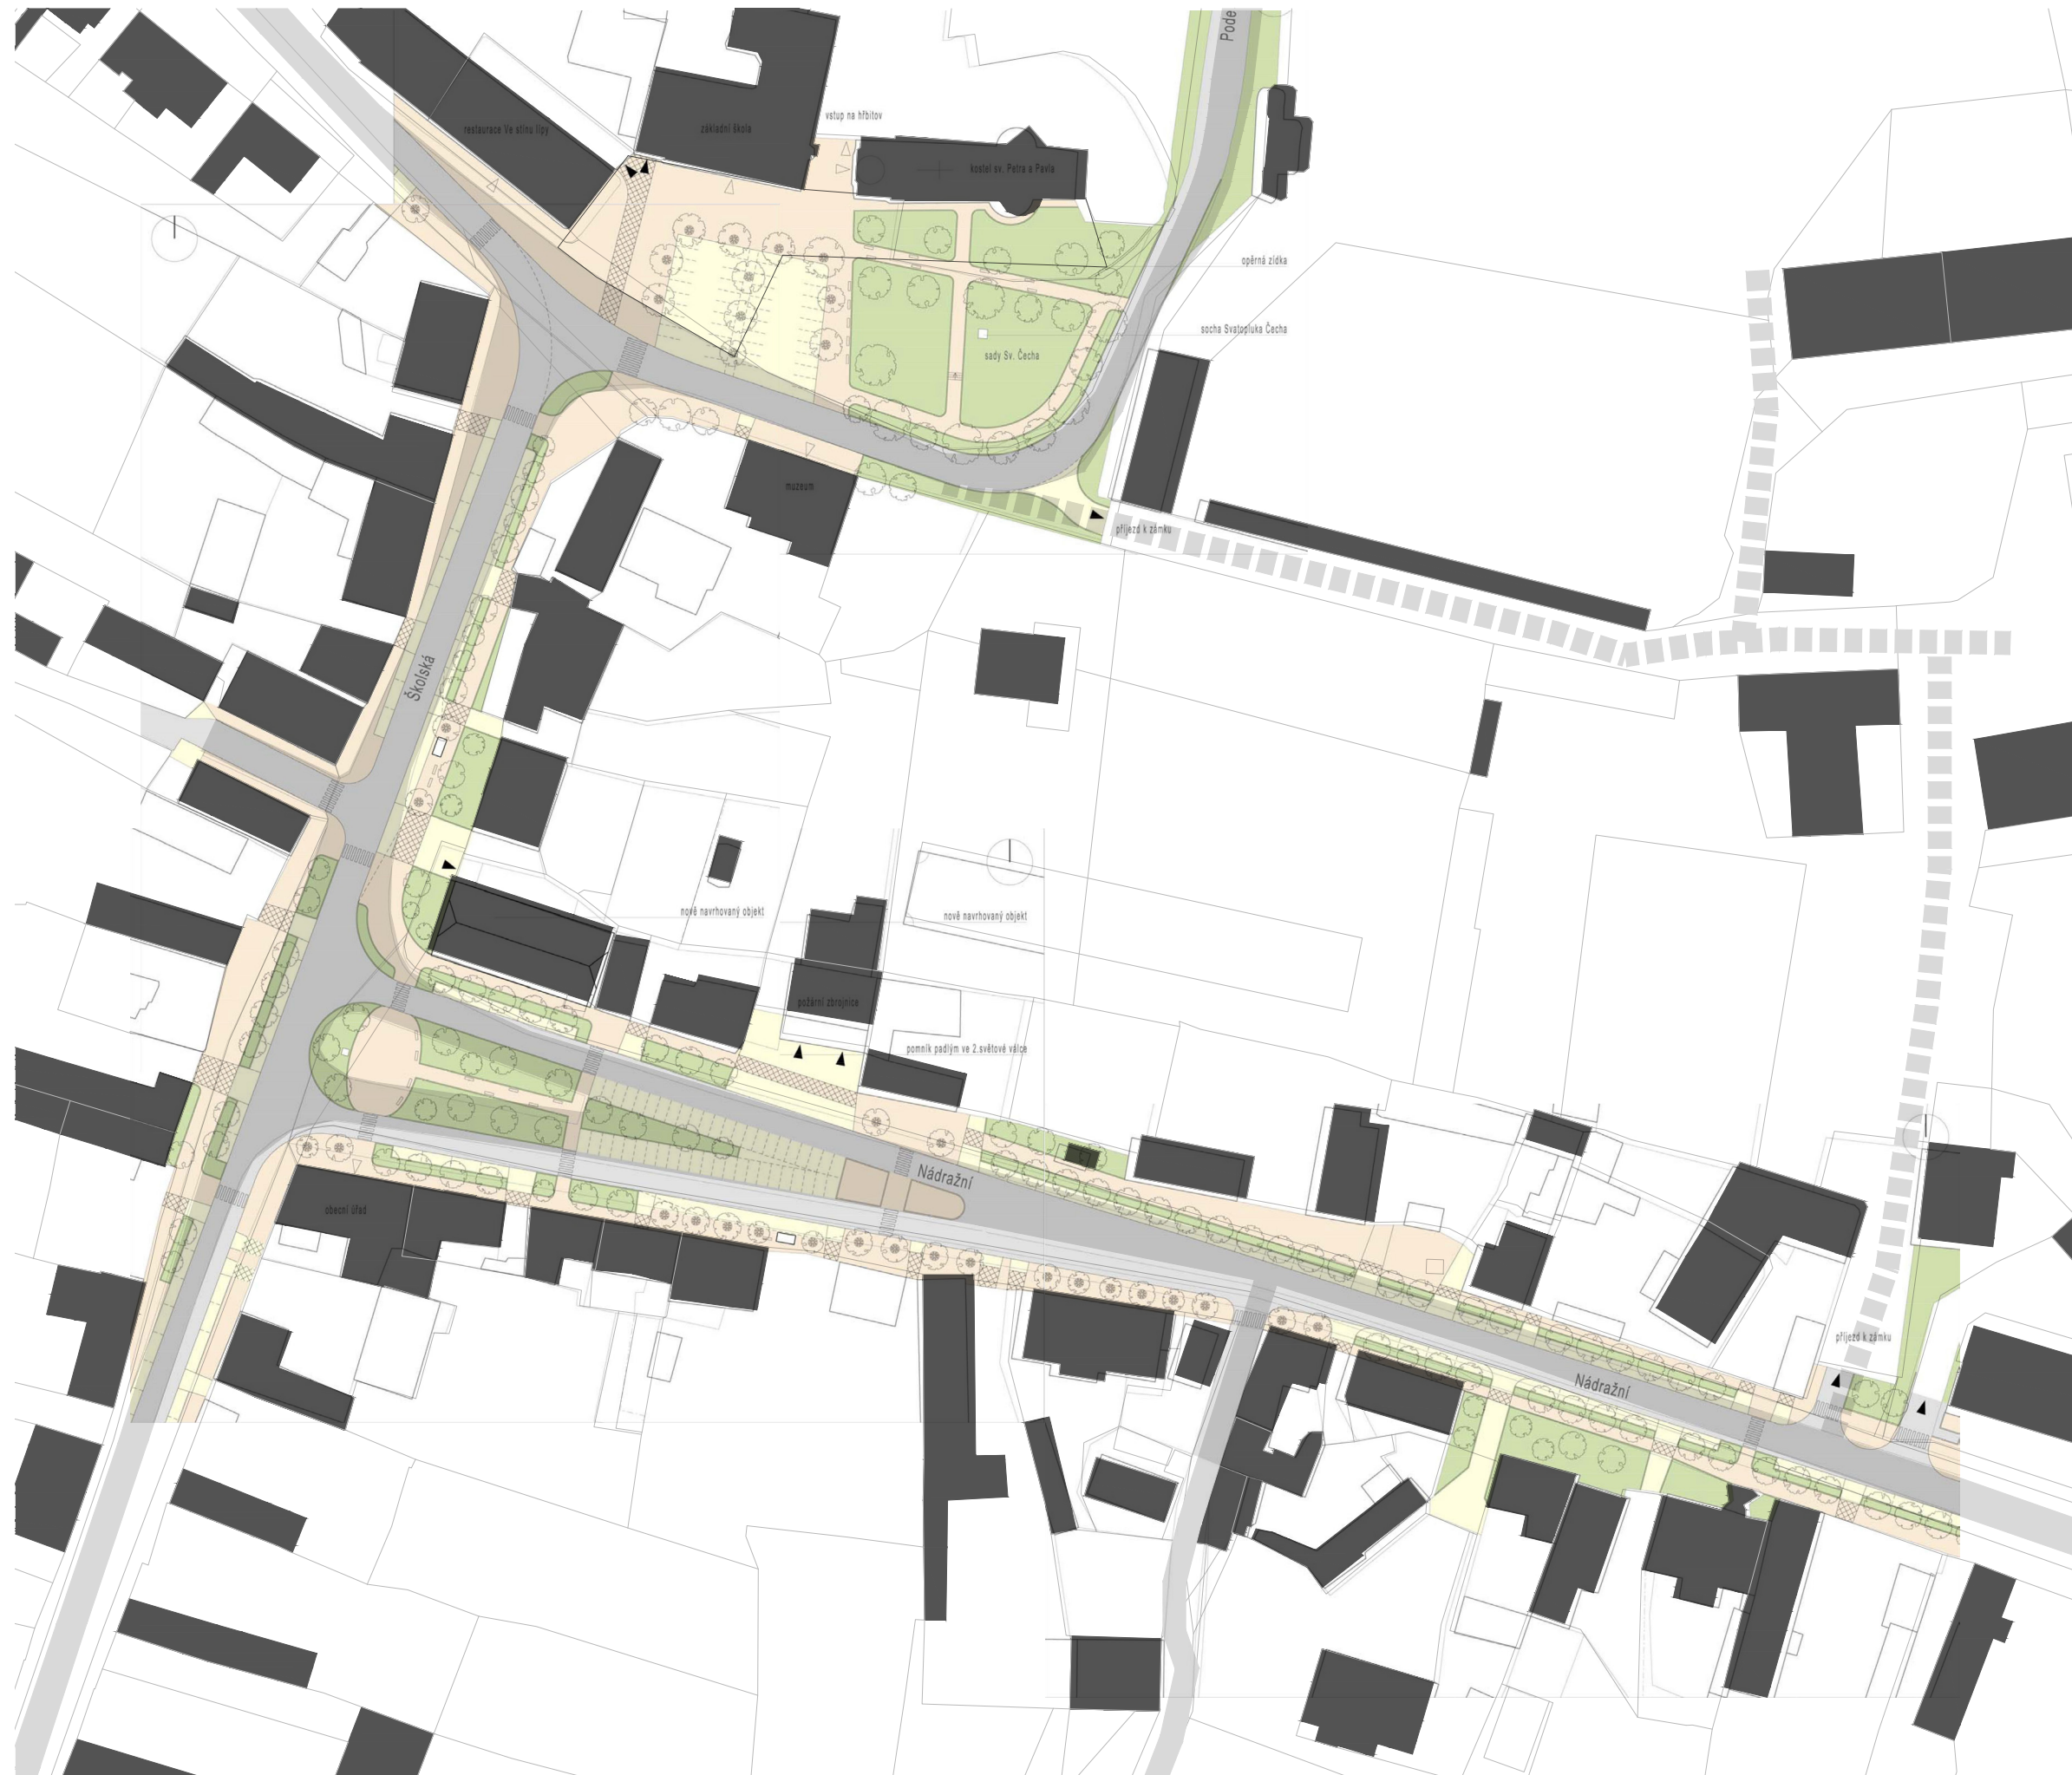 Pode
vstup na hřbitov
restaurace Ve stínu lípy
základní škola
kostel sv. Petra a Pavla
opěrná zídka
socha Svatopluka Čecha
sady Sv. Čecha
muzeum
příjezd k zámku
Školská
nově navrhovaný objekt
nově navrhovaný objekt
požární zbrojnice
pomník padlým ve 2.světové válce
Nádražní
obecní úřad
příjezd k zámku
Nádražní